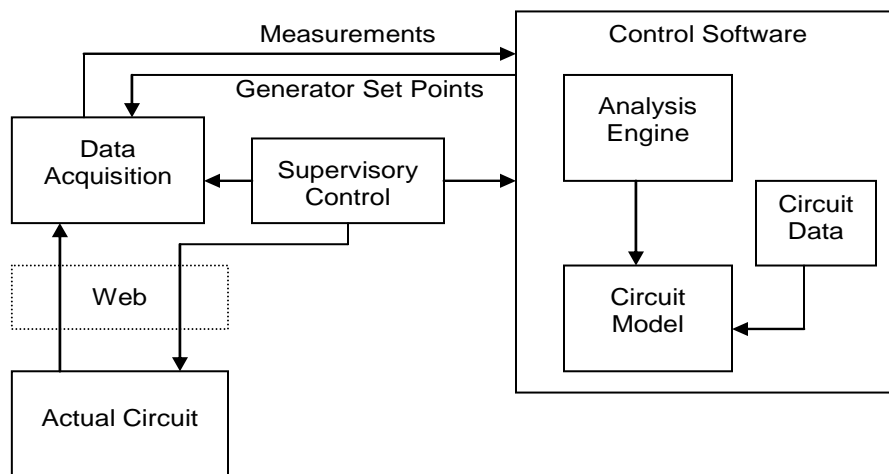 Measurements
Control Software
Generator Set Points
Analysis
Engine
Data
Acquisition
Supervisory
Control
Circuit
Data
Web
Circuit
Model
Actual Circuit